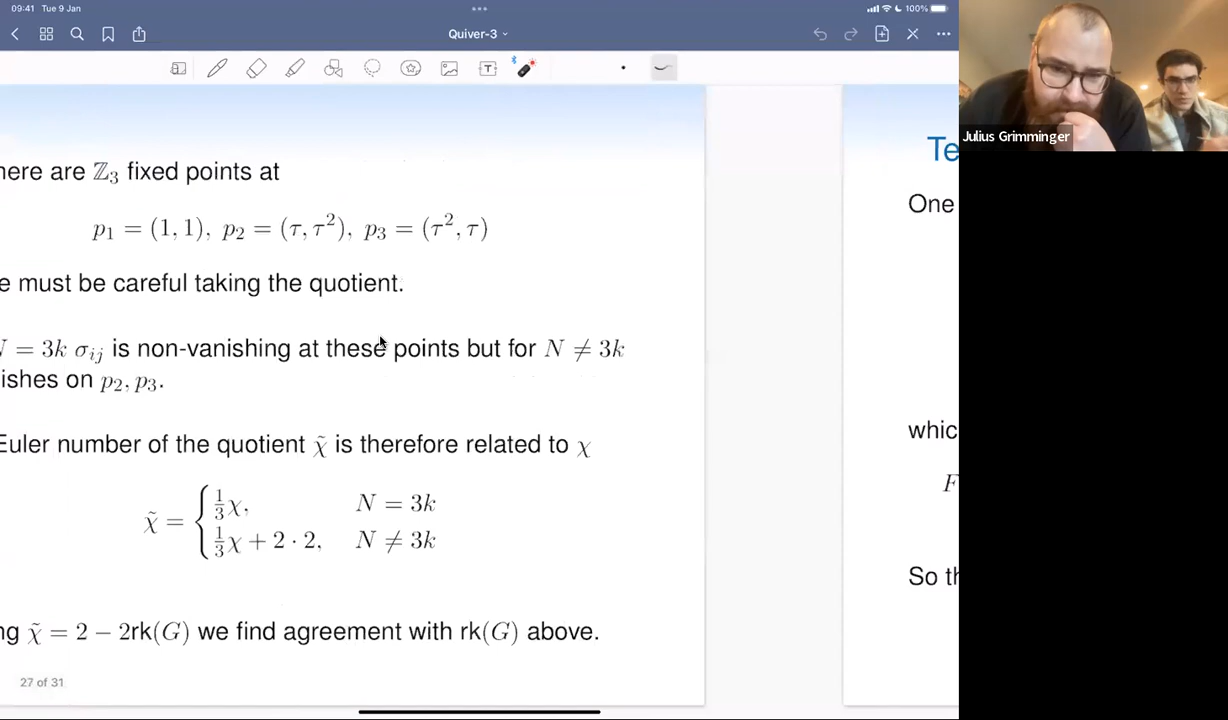 09:41 Tue 9 Jan
100%
Quiver-3
T
here are ℤ₃ fixed points at
p₁ = (1, 1), p₂ = (τ, τ²), p₃ = (τ², τ)
e must be careful taking the quotient.
N = 3k σᵢⱼ is non-vanishing at these points but for N ≠ 3k
ishes on p₂, p₃.
Euler number of the quotient χ̃ is therefore related to χ
χ̃ = { 1/3 χ, N = 3k
1/3 χ + 2 · 2, N ≠ 3k
ng χ̃ = 2 − 2rk(G) we find agreement with rk(G) above.
27 of 31
Te
One
whic
F
So th
Julius Grimminger